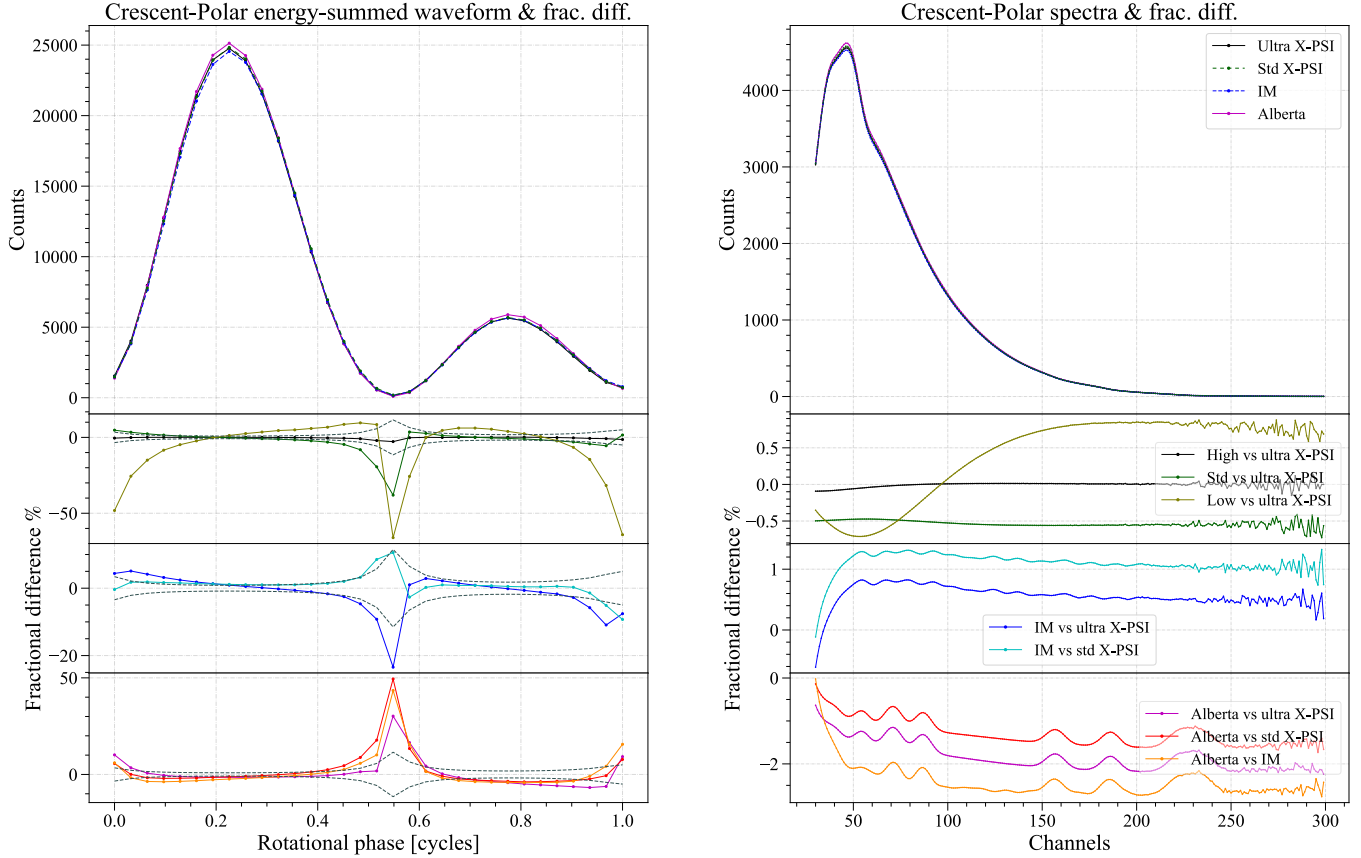 Crescent-Polar energy-summed waveform & frac. diff.
Counts
25000
20000
15000
10000
5000
0
0
−50
0
−20
50
0
Fractional difference %
0.0
0.2
0.4
0.6
0.8
1.0
Rotational phase [cycles]
Crescent-Polar spectra & frac. diff.
Counts
4000
3000
2000
1000
0
Ultra X-PSI
Std X-PSI
IM
Alberta
0.5
0.0
−0.5
High vs ultra X-PSI
Std vs ultra X-PSI
Low vs ultra X-PSI
1
0
IM vs ultra X-PSI
IM vs std X-PSI
0
−2
Alberta vs ultra X-PSI
Alberta vs std X-PSI
Alberta vs IM
Fractional difference %
50
100
150
200
250
300
Channels